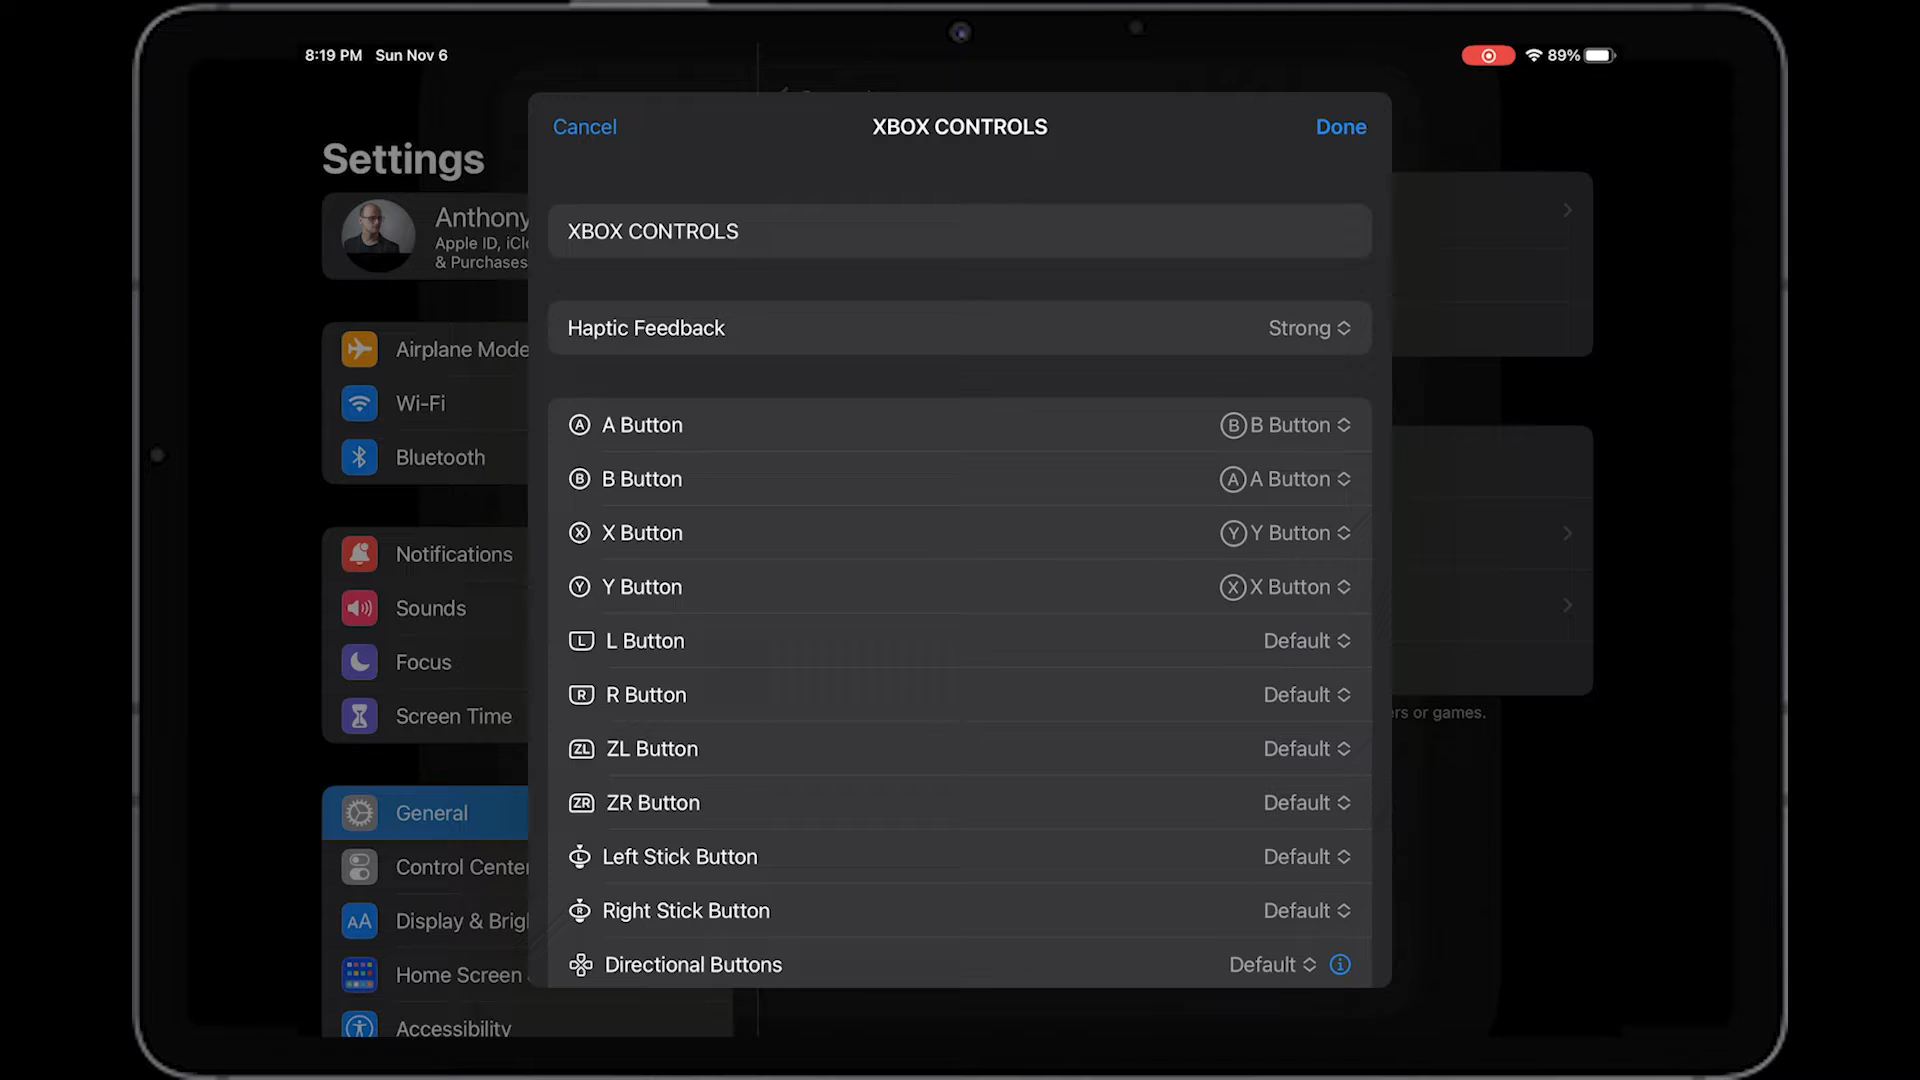 8:19 PM Sun Nov 6
89%
Settings
Anthony
Apple ID, iCl
& Purchases
Airplane Mode
Wi-Fi
Bluetooth
Notifications
Sounds
Focus
Screen Time
General
Control Center
Display & Brig
Home Screen
Accessibility
Cancel
XBOX CONTROLS
Done
XBOX CONTROLS
Haptic Feedback Strong
A A Button B B Button
B B Button A A Button
X X Button Y Y Button
Y Y Button X X Button
L L Button Default
R R Button Default
ZL ZL Button Default
ZR ZR Button Default
L Left Stick Button Default
R Right Stick Button Default
Directional Buttons Default
rs or games.